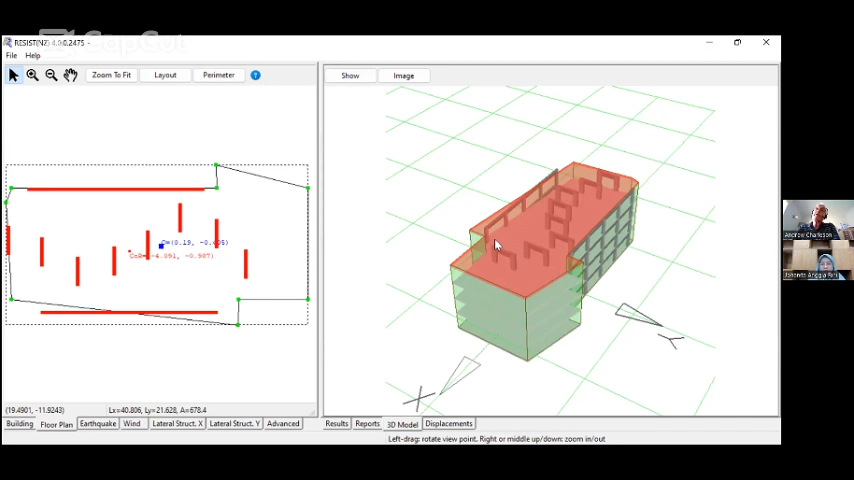 RESIST(NZ) 4.0.0.2475 -
CapCut
File Help
Zoom To Fit Layout Perimeter ?
Show Image
C=(0.19, -0.405)
CoR=(-4.091, -0.987)
X
Y
Andrew Charleson
(19.4901, -11.9243) Lx=40.806, Ly=21.628, A=678.4
Building Floor Plan Earthquake Wind Lateral Struct. X Lateral Struct. Y Advanced
Results Reports 3D Model Displacements
Left-drag: rotate view point. Right or middle up/down: zoom in/out